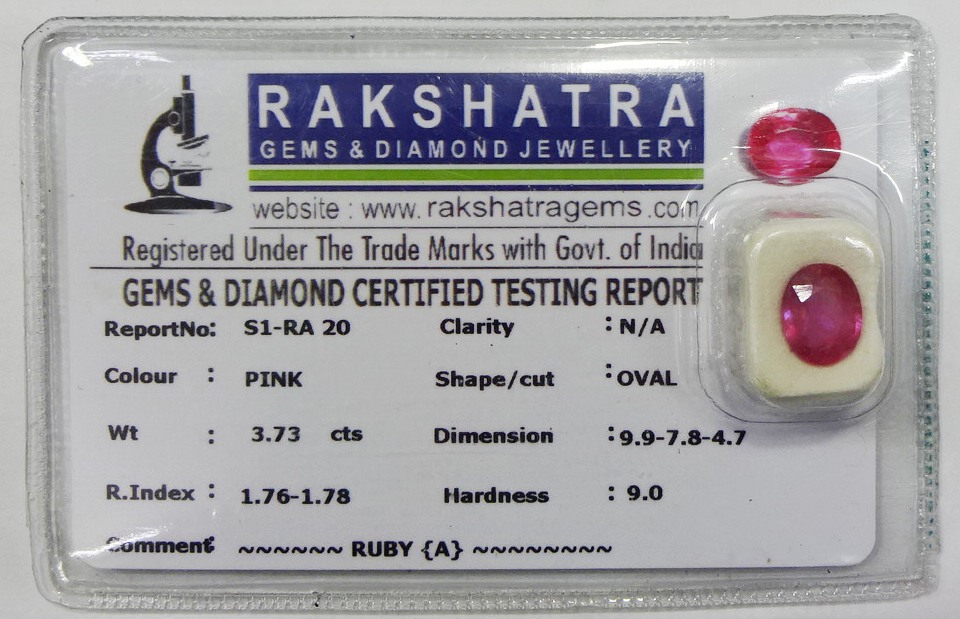 RAKSHATRA
GEMS & DIAMOND JEWELLERY
website : www. rakshatragems .com
Registered Under The Trade Marks with Govt. of India
GEMS & DIAMOND CERTIFIED TESTING REPORT
ReportNo: S1-RA 20 Clarity : N/A
Colour : PINK Shape/cut : OVAL
Wt : 3.73 cts Dimension : 9.9-7.8-4.7
R.Index : 1.76-1.78 Hardness : 9.0
Comment: ~~~~~~ RUBY {A} ~~~~~~~~